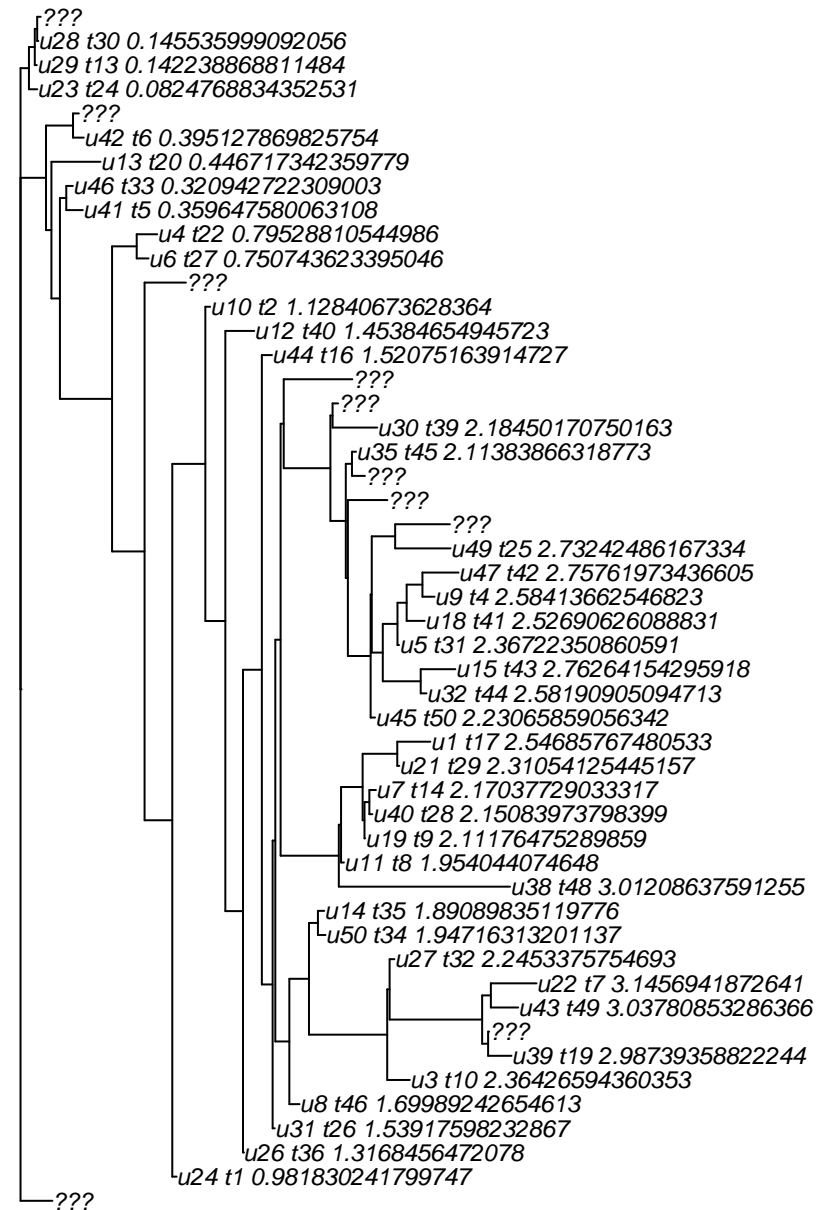 ???
u28 t30 0.145535999092056
u29 t13 0.142238868811484
u23 t24 0.0824768834352531
???
u42 t6 0.395127869825754
u13 t20 0.446717342359779
u46 t33 0.320942722309003
u41 t5 0.359647580063108
u4 t22 0.79528810544986
u6 t27 0.750743623395046
???
u10 t2 1.12840673628364
u12 t40 1.45384654945723
u44 t16 1.52075163914727
???
???
u30 t39 2.18450170750163
u35 t45 2.11383866318773
???
???
???
u49 t25 2.73242486167334
u47 t42 2.75761973436605
u9 t4 2.58413662546823
u18 t41 2.52690626088831
u5 t31 2.36722350860591
u15 t43 2.76264154295918
u32 t44 2.58190905094713
u45 t50 2.23065859056342
u1 t17 2.54685767480533
u21 t29 2.31054125445157
u7 t14 2.17037729033317
u40 t28 2.15083973798399
u19 t9 2.11176475289859
u11 t8 1.954044074648
u38 t48 3.01208637591255
u14 t35 1.89089835119776
u50 t34 1.94716313201137
u27 t32 2.2453375754693
u22 t7 3.1456941872641
u43 t49 3.03780853286366
???
u39 t19 2.98739358822244
u3 t10 2.36426594360353
u8 t46 1.69989242654613
u31 t26 1.53917598232867
u26 t36 1.3168456472078
u24 t1 0.981830241799747
???